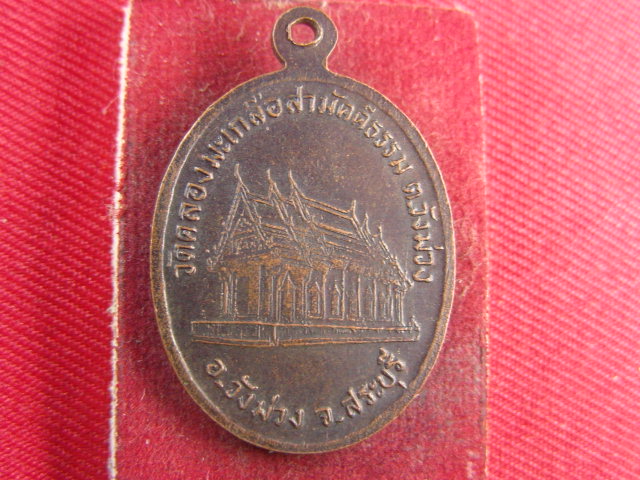 วัดคลองมะเกลือสามัคคีธรรม ต.วังม่วง
อ.วังม่วง จ.สระบุรี